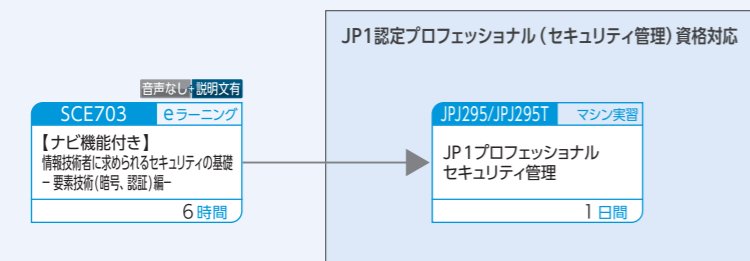 JP1認定プロフェッショナル（セキュリティ管理）資格対応
音声なし+説明文有
SCE703 eラーニング
【ナビ機能付き】
情報技術者に求められるセキュリティの基礎
－要素技術(暗号、認証)編－
6時間
JPJ295/JPJ295T マシン実習
JP1プロフェッショナル
セキュリティ管理
1日間